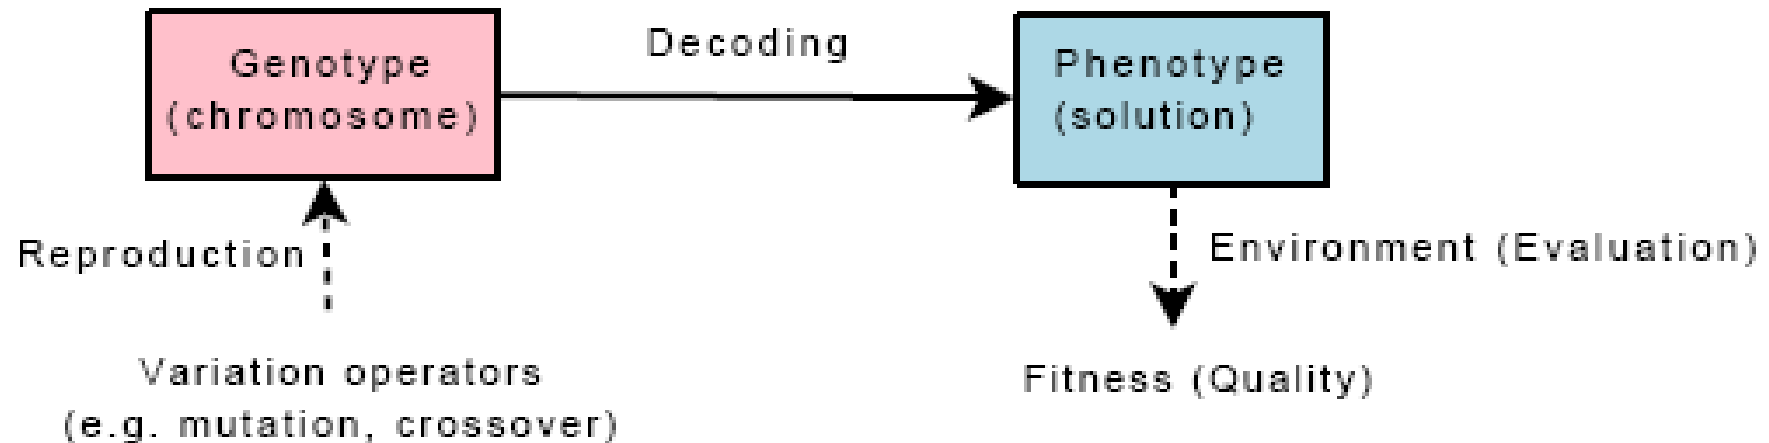 Genotype
(chromosome)
Decoding
Phenotype
(solution)
Reproduction
Environment (Evaluation)
Variation operators
(e.g. mutation, crossover)
Fitness (Quality)